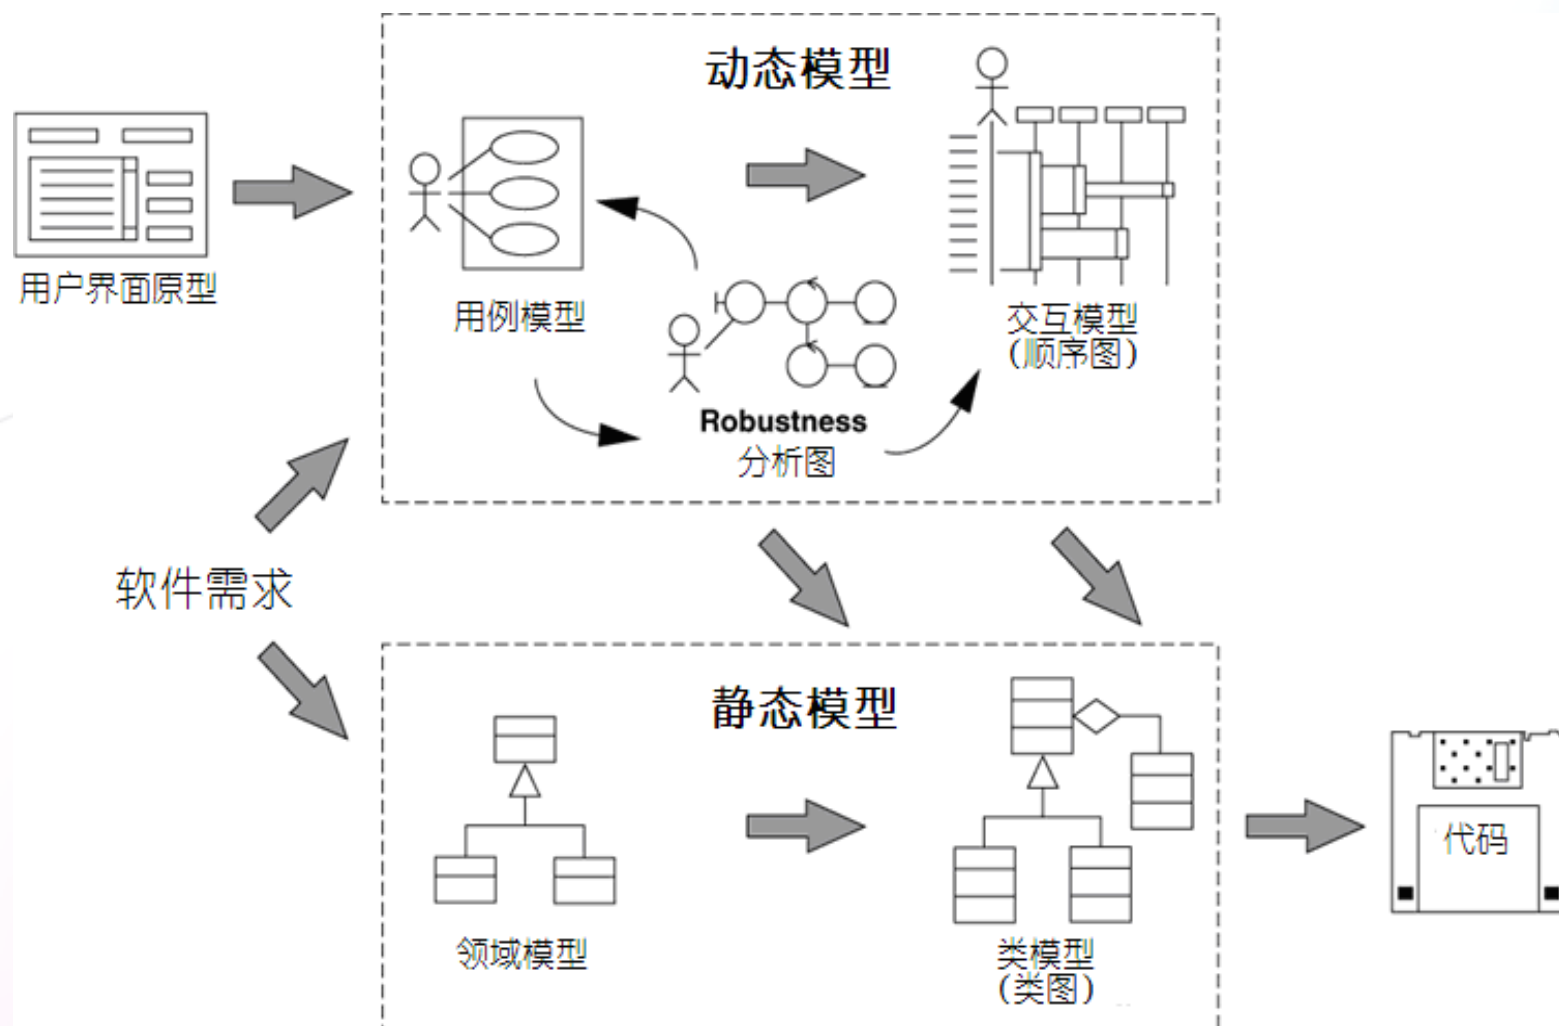 动态模型
用户界面原型
用例模型
交互模型
(顺序图)
Robustness
分析图
软件需求
静态模型
代码
领域模型
类模型
(类图)